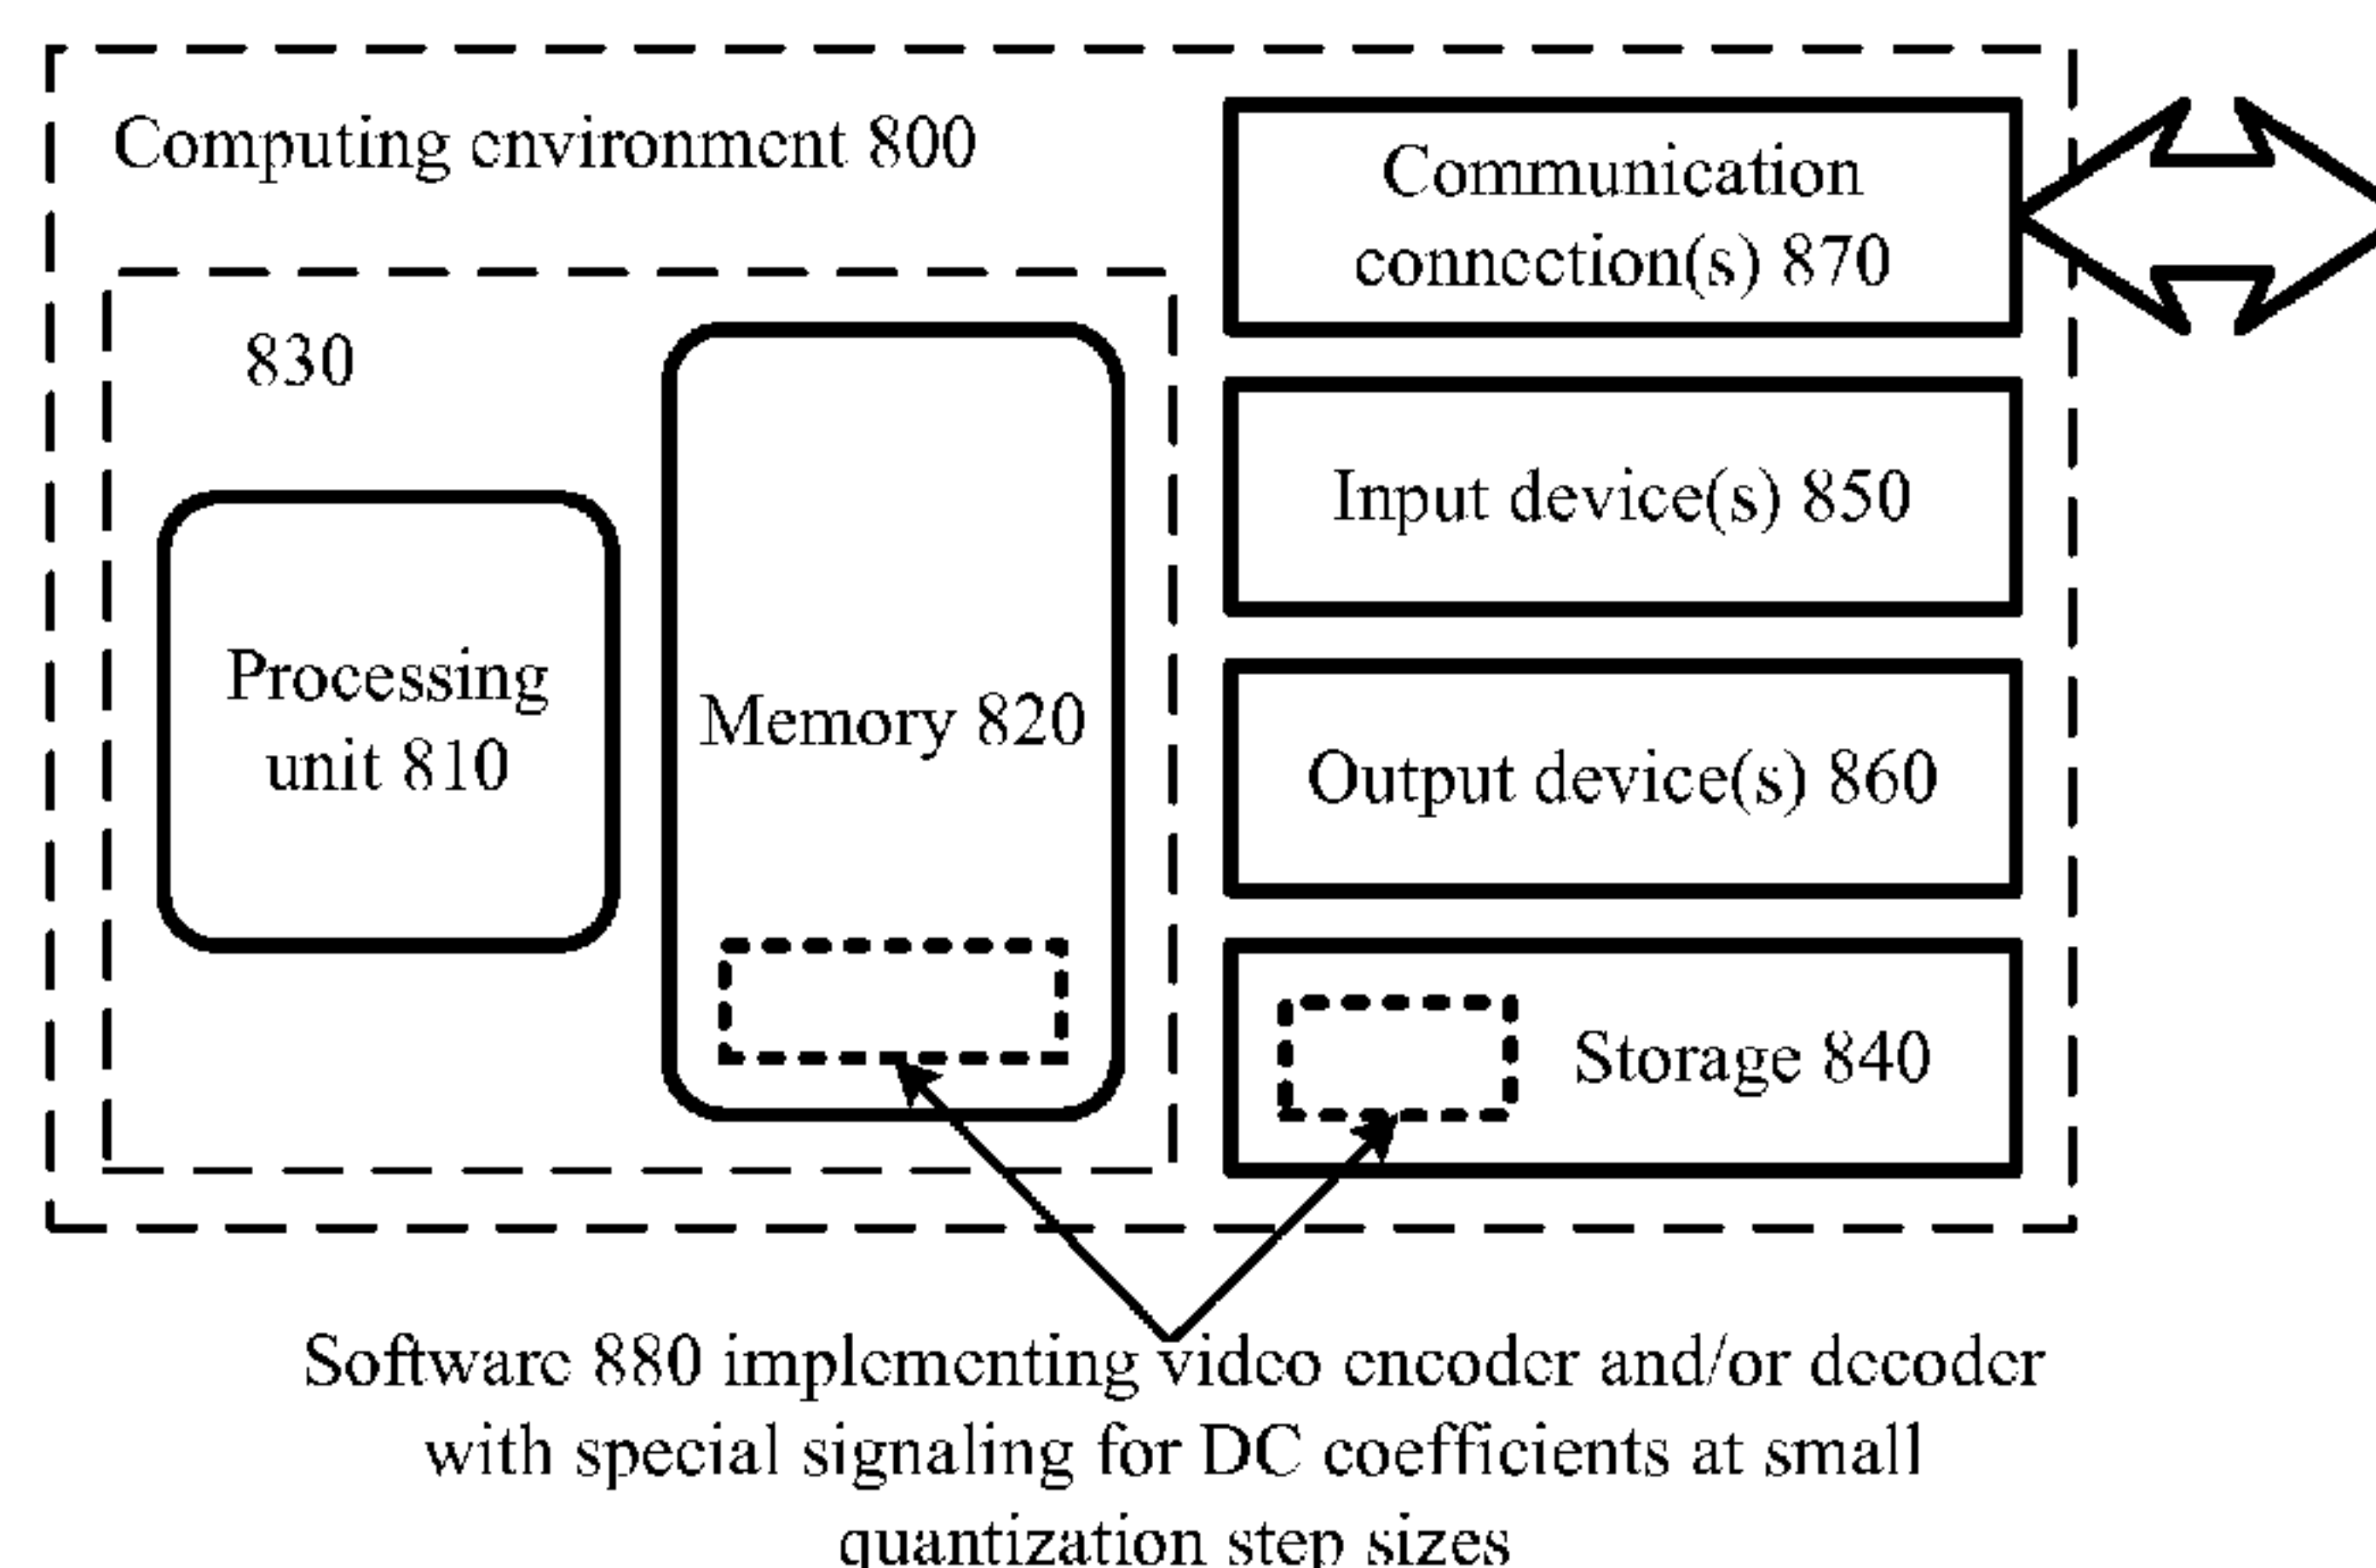 Computing environment 800
Communication
connection(s) 870
830
Input device(s) 850
Processing
unit 810
Memory 820
Output device(s) 860
Storage 840
Software 880 implementing video encoder and/or decoder
with special signaling for DC coefficients at small
quantization step sizes